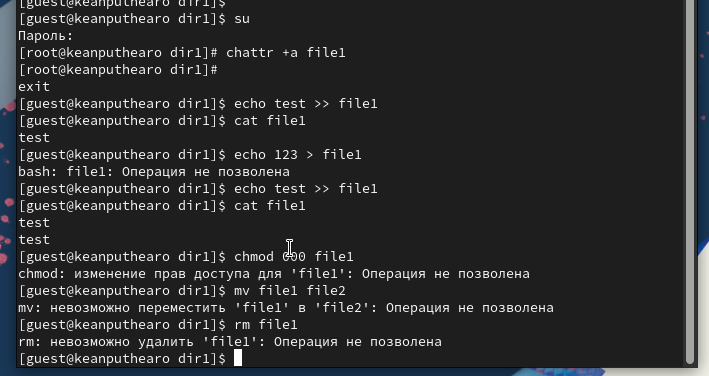 [guest@keanputhearo dir1]$
[guest@keanputhearo dir1]$ su
Пароль:
[root@keanputhearo dir1]# chattr +a file1
[root@keanputhearo dir1]#
exit
[guest@keanputhearo dir1]$ echo test >> file1
[guest@keanputhearo dir1]$ cat file1
test
[guest@keanputhearo dir1]$ echo 123 > file1
bash: file1: Операция не позволена
[guest@keanputhearo dir1]$ echo test >> file1
[guest@keanputhearo dir1]$ cat file1
test
test
[guest@keanputhearo dir1]$ chmod 000 file1
chmod: изменение прав доступа для 'file1': Операция не позволена
[guest@keanputhearo dir1]$ mv file1 file2
mv: невозможно переместить 'file1' в 'file2': Операция не позволена
[guest@keanputhearo dir1]$ rm file1
rm: невозможно удалить 'file1': Операция не позволена
[guest@keanputhearo dir1]$